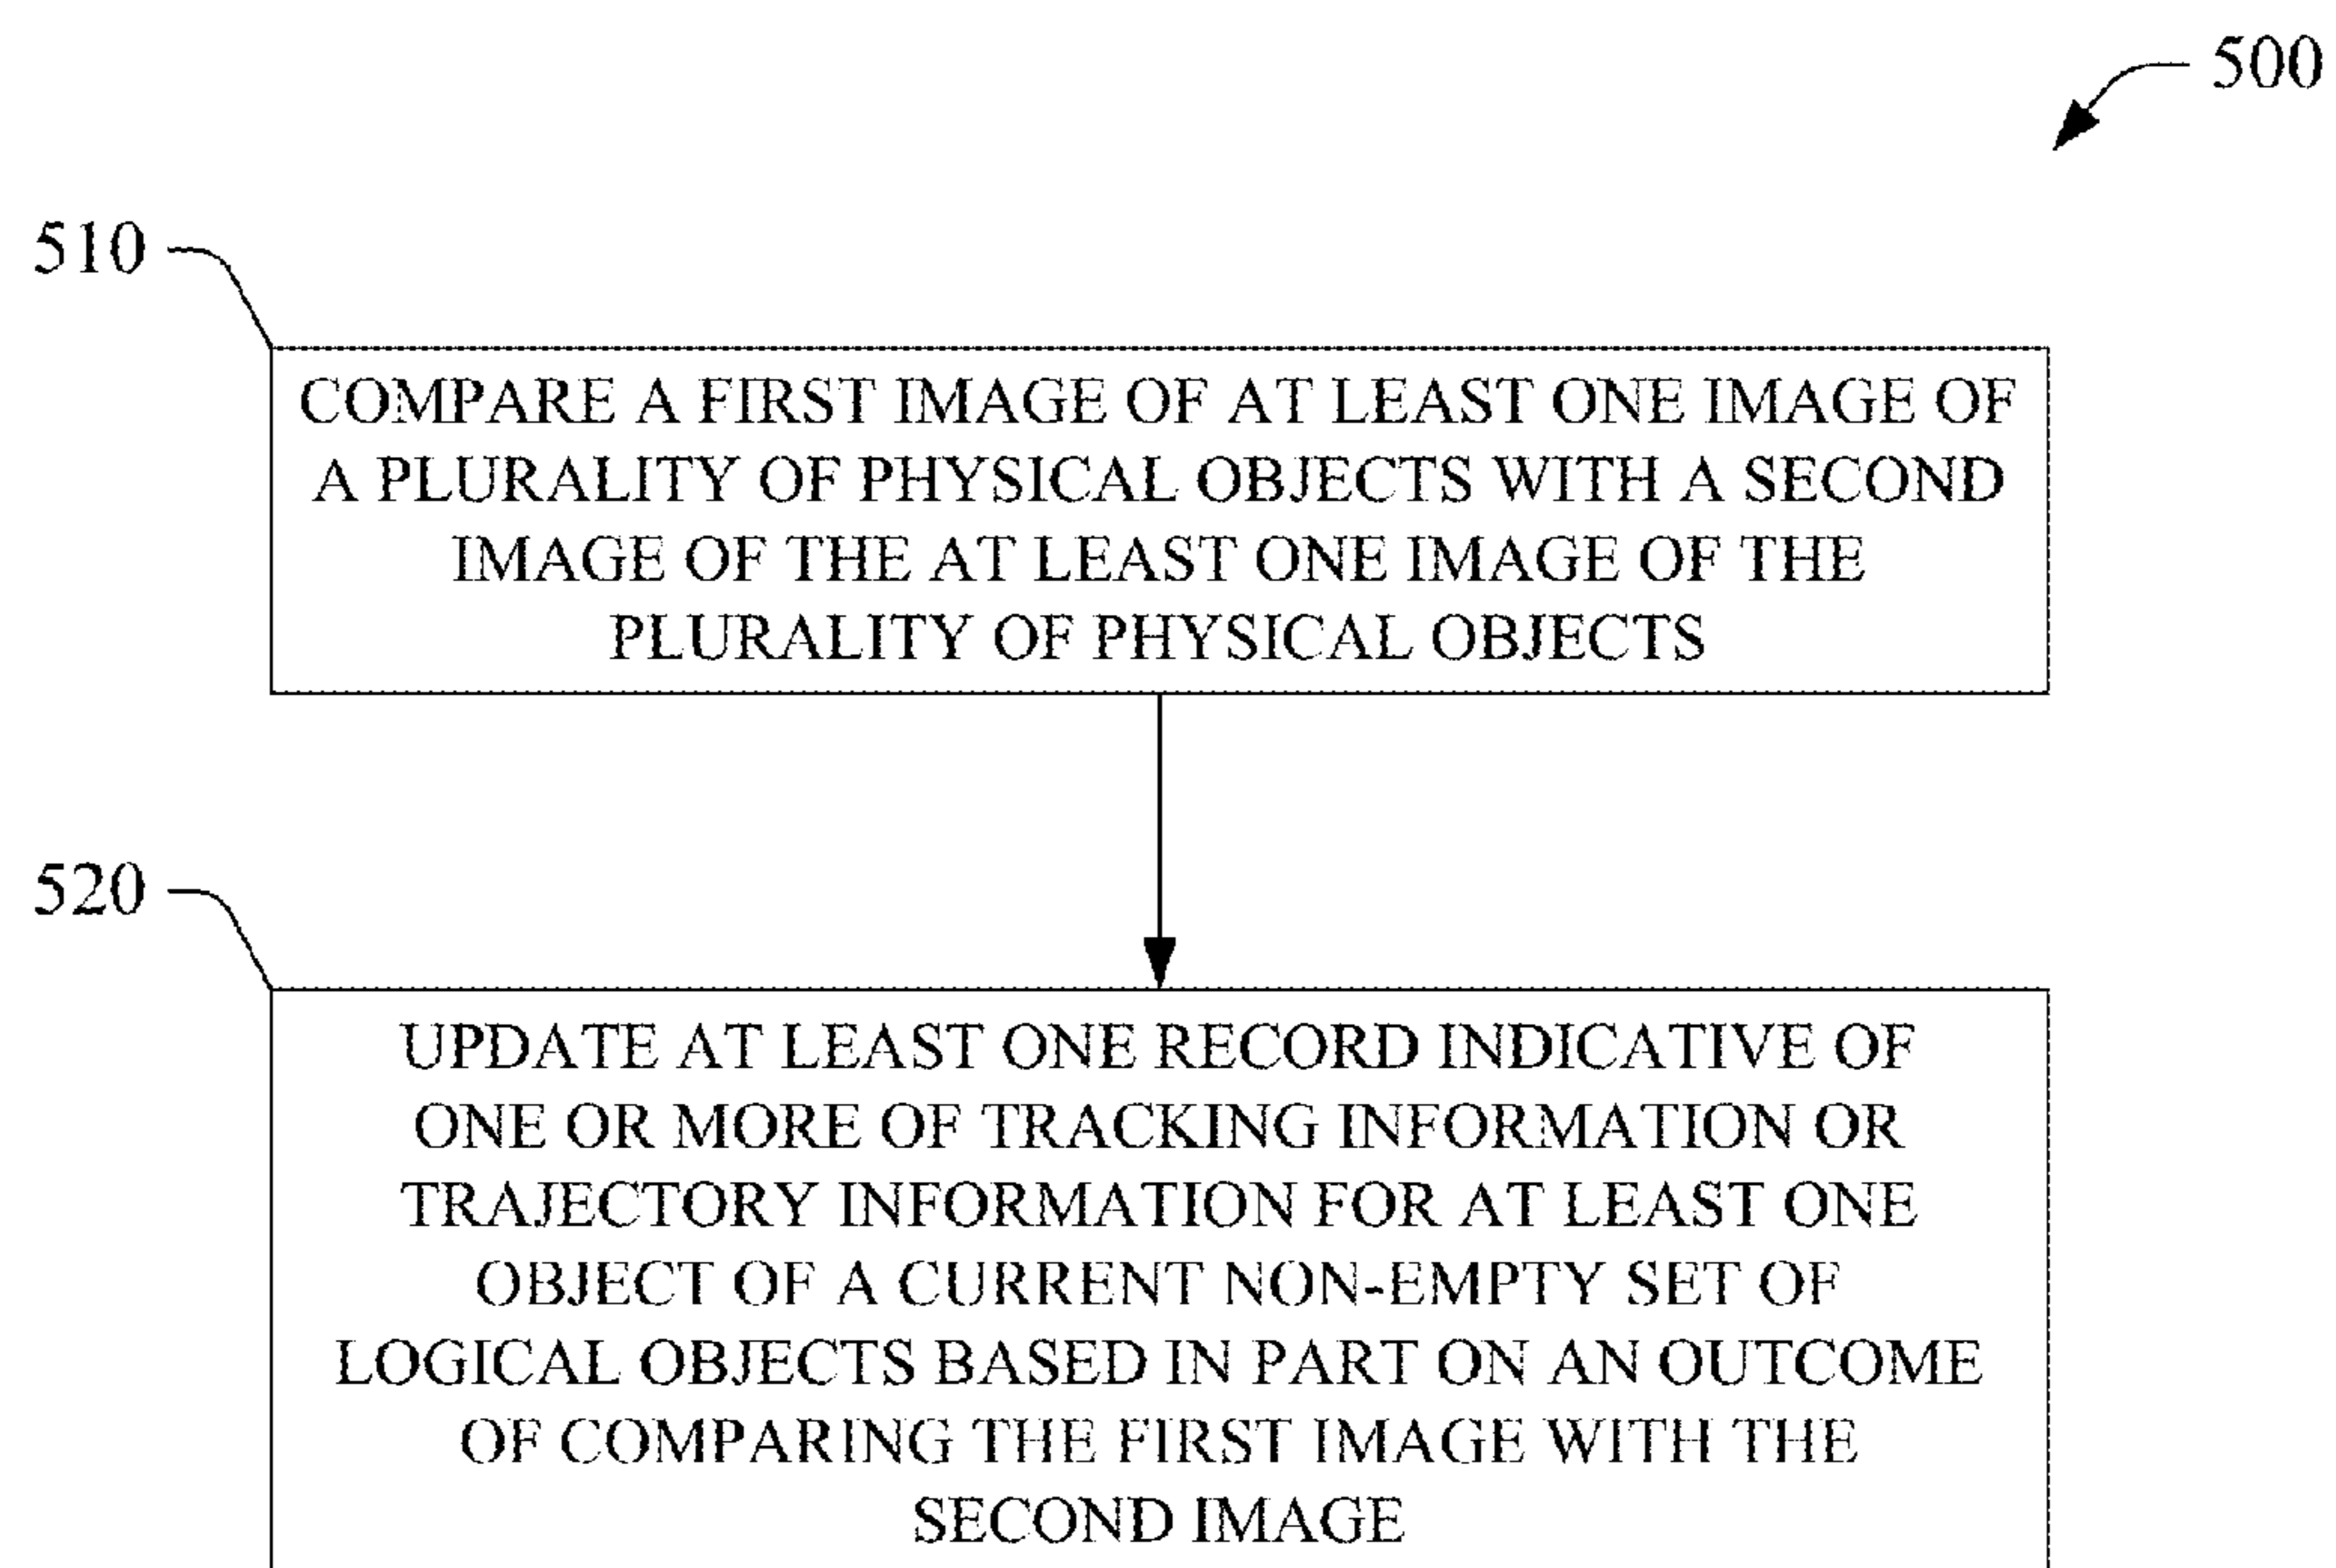 500
510
COMPARE A FIRST IMAGE OF AT LEAST ONE IMAGE OF
A PLURALITY OF PHYSICAL OBJECTS WITH A SECOND
IMAGE OF THE AT LEAST ONE IMAGE OF THE
PLURALITY OF PHYSICAL OBJECTS
520
UPDATE AT LEAST ONE RECORD INDICATIVE OF
ONE OR MORE OF TRACKING INFORMATION OR
TRAJECTORY INFORMATION FOR AT LEAST ONE
OBJECT OF A CURRENT NON-EMPTY SET OF
LOGICAL OBJECTS BASED IN PART ON AN OUTCOME
OF COMPARING THE FIRST IMAGE WITH THE
SECOND IMAGE